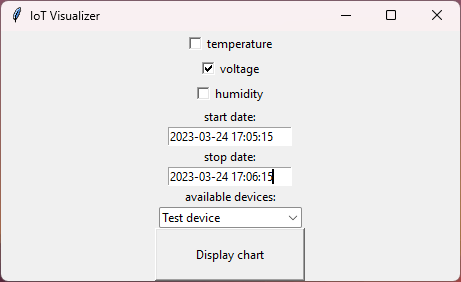 IoT Visualizer
temperature
voltage
humidity
start date:
2023-03-24 17:05:15
stop date:
2023-03-24 17:06:15
available devices:
Test device
Display chart